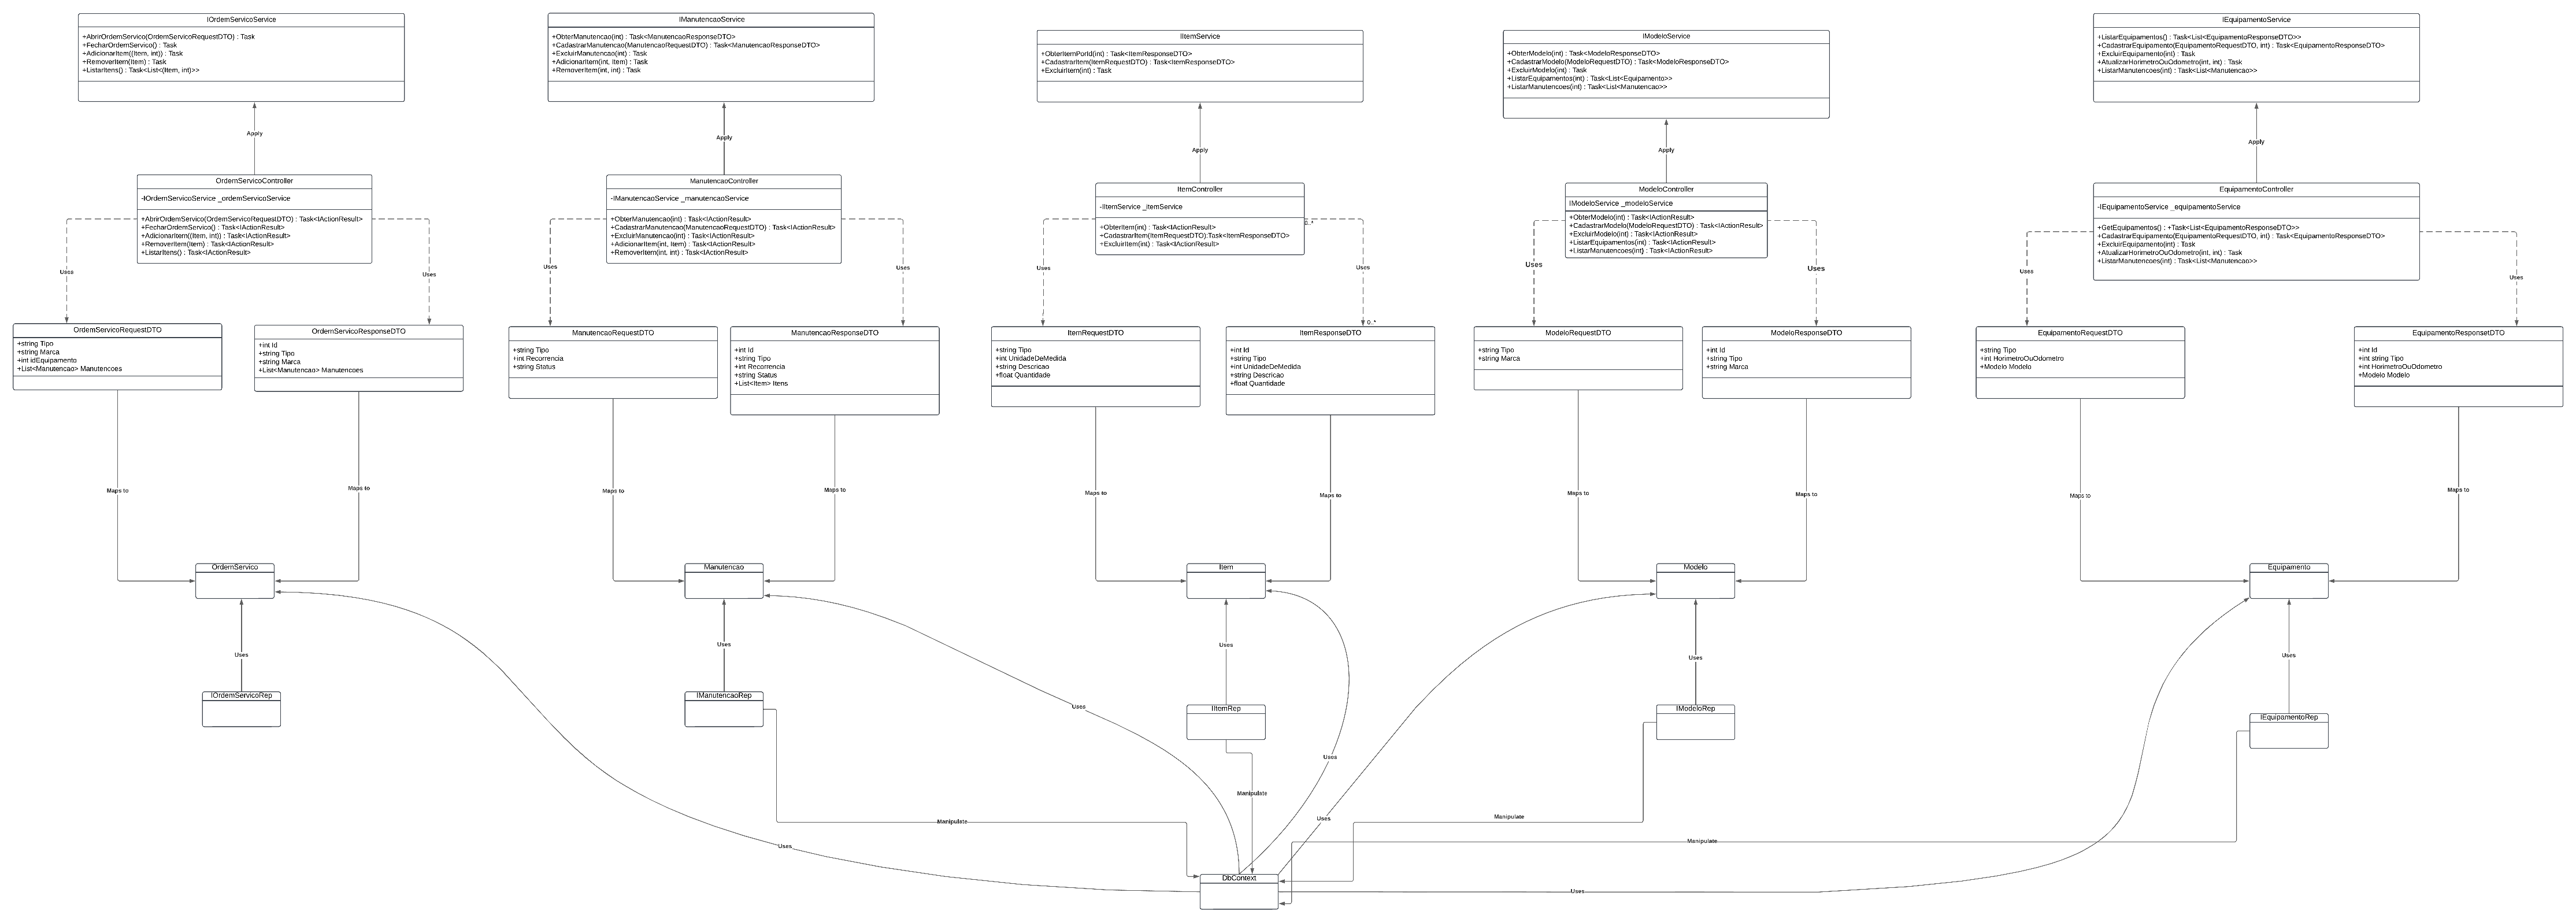 IOrdemServicoService
+AbrirOrdemServico(OrdemServicoRequestDTO) : Task
+FecharOrdemServico() : Task
+AdicionarItem((Item, int)) : Task
+RemoverItem(Item) : Task
+ListarItens() : Task<List<(Item, int)>>
IManutencaoService
+ObterManutencao(int) : Task<ManutencaoResponseDTO>
+CadastrarManutencao(ManutencaoRequestDTO) : Task<ManutencaoResponseDTO>
+ExcluirManutencao(int) : Task
+AdicionarItem(int, Item) : Task
+RemoverItem(int, int) : Task
IItemService
+ObterItemPorId(int) : Task<ItemResponseDTO>
+CadastrarItem(ItemRequestDTO) : Task<ItemResponseDTO>
+ExcluirItem(int) : Task
IModeloService
+ObterModelo(int) : Task<ModeloResponseDTO>
+CadastrarModelo(ModeloRequestDTO) : Task<ModeloResponseDTO>
+ExcluirModelo(int) : Task
+ListarEquipamentos(int) : Task<List<Equipamento>>
+ListarManutencoes(int) : Task<List<Manutencao>>
IEquipamentoService
+ListarEquipamentos() : Task<List<EquipamentoResponseDTO>>
+CadastrarEquipamento(EquipamentoRequestDTO, int) : Task<EquipamentoResponseDTO>
+ExcluirEquipamento(int) : Task
+AtualizarHorimetroOuOdometro(int, int) : Task
+ListarManutencoes(int) : Task<List<Manutencao>>
Apply
Apply
Apply
Apply
Apply
OrdemServicoController
-IOrdemServicoService _ordemServicoService
+AbrirOrdemServico(OrdemServicoRequestDTO) : Task<IActionResult>
+FecharOrdemServico() : Task<IActionResult>
+AdicionarItem((Item, int)) : Task<IActionResult>
+RemoverItem(Item) : Task<IActionResult>
+ListarItens() : Task<IActionResult>
ManutencaoController
-IManutencaoService _manutencaoService
+ObterManutencao(int) : Task<IActionResult>
+CadastrarManutencao(ManutencaoRequestDTO) : Task<IActionResult>
+ExcluirManutencao(int) : Task<IActionResult>
+AdicionarItem(int, Item) : Task<IActionResult>
+RemoverItem(int, int) : Task<IActionResult>
ItemController
-IItemService _itemService
+ObterItem(int) : Task<IActionResult>
+CadastrarItem(ItemRequestDTO):Task<ItemResponseDTO>
+ExcluirItem(int) : Task<IActionResult>
0..*
ModeloController
IModeloService _modeloService
+ObterModelo(int) : Task<IActionResult>
+CadastrarModelo(ModeloRequestDTO) : Task<IActionResult>
+ExcluirModelo(int) : Task<IActionResult>
+ListarEquipamentos(int) : Task<IActionResult>
+ListarManutencoes(int) : Task<IActionResult>
EquipamentoController
-IEquipamentoService _equipamentoService
+GetEquipamentos() : +Task<List<EquipamentoResponseDTO>>
+CadastrarEquipamento(EquipamentoRequestDTO, int) : Task<EquipamentoResponseDTO>
+ExcluirEquipamento(int) : Task
+AtualizarHorimetroOuOdometro(int, int) : Task
+ListarManutencoes(int) : Task<List<Manutencao>>
Uses
Uses
Uses
Uses
Uses
Uses
Uses
Uses
Uses
Uses
OrdemServicoRequestDTO
+string Tipo
+string Marca
+int idEquipamento
+List<Manutencao> Manutencoes
OrdemServicoResponseDTO
+int Id
+string Tipo
+string Marca
+List<Manutencao> Manutencoes
ManutencaoRequestDTO
+string Tipo
+int Recorrencia
+string Status
ManutencaoResponseDTO
+int Id
+string Tipo
+int Recorrencia
+string Status
+List<Item> Itens
ItemRequestDTO
+string Tipo
+int UnidadeDeMedida
+string Descricao
+float Quantidade
0..*
ItemResponseDTO
+int Id
+string Tipo
+int UnidadeDeMedida
+string Descricao
+float Quantidade
ModeloRequestDTO
+string Tipo
+string Marca
ModeloResponseDTO
+int Id
+string Tipo
+string Marca
EquipamentoRequestDTO
+string Tipo
+int HorimetroOuOdometro
+Modelo Modelo
EquipamentoResponsetDTO
+int Id
+int string Tipo
+int HorimetroOuOdometro
+Modelo Modelo
Maps to
Maps to
Maps to
Maps to
Maps to
Maps to
Maps to
Maps to
Maps to
Maps to
OrdemServico
Manutencao
Item
Modelo
Equipamento
Uses
Uses
Uses
Uses
Uses
IOrdemServicoRep
IManutencaoRep
IItemRep
IModeloRep
IEquipamentoRep
Uses
Uses
Manipulate
Manipulate
Uses
Manipulate
Manipulate
Uses
DbContext
Uses